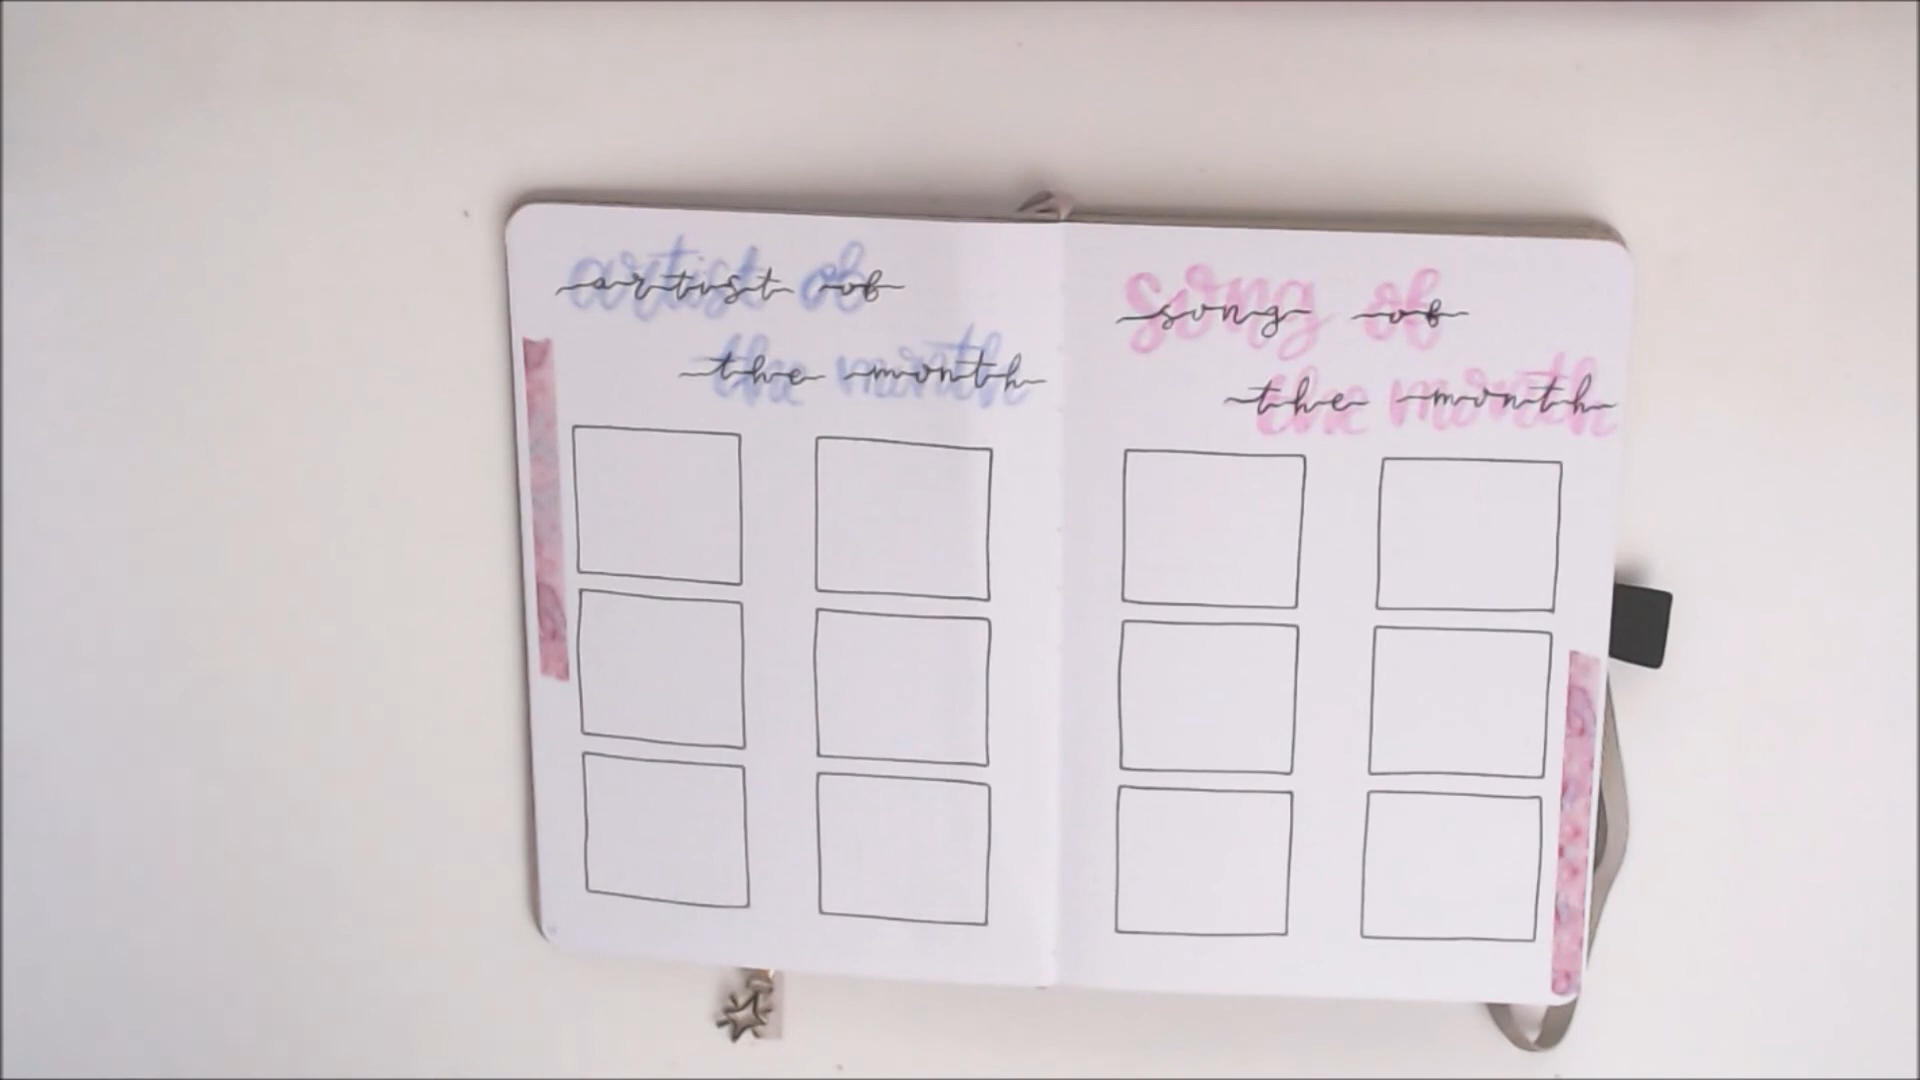 artist of
the month
song of
the month